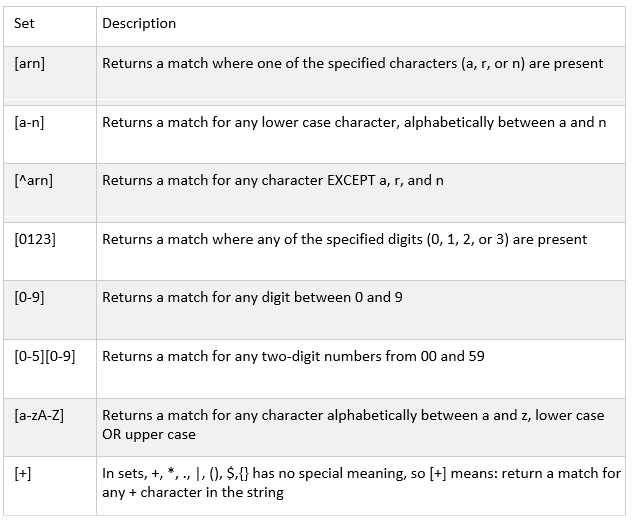 Set Description
[arn] Returns a match where one of the specified characters (a, r, or n) are present
[a-n] Returns a match for any lower case character, alphabetically between a and n
[^arn] Returns a match for any character EXCEPT a, r, and n
[0123] Returns a match where any of the specified digits (0, 1, 2, or 3) are present
[0-9] Returns a match for any digit between 0 and 9
[0-5][0-9] Returns a match for any two-digit numbers from 00 and 59
[a-zA-Z] Returns a match for any character alphabetically between a and z, lower case
OR upper case
[+] In sets, +, *, ., |, (), $,{} has no special meaning, so [+] means: return a match for
any + character in the string